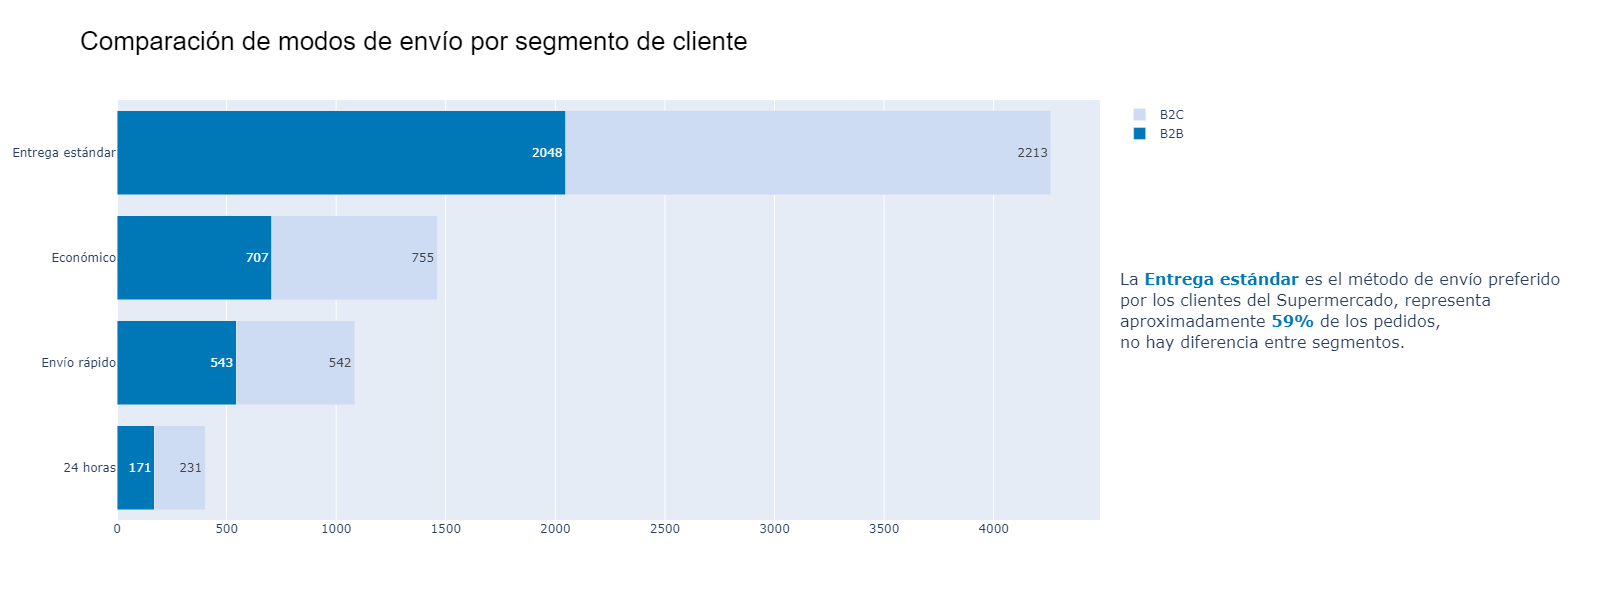 Comparación de modos de envío por segmento de cliente
B2C
B2B
Entrega estándar 2048 2213
Económico 707 755
Envío rápido 543 542
24 horas 171 231
0 500 1000 1500 2000 2500 3000 3500 4000
La Entrega estándar es el método de envío preferido
por los clientes del Supermercado, representa
aproximadamente 59% de los pedidos,
no hay diferencia entre segmentos.